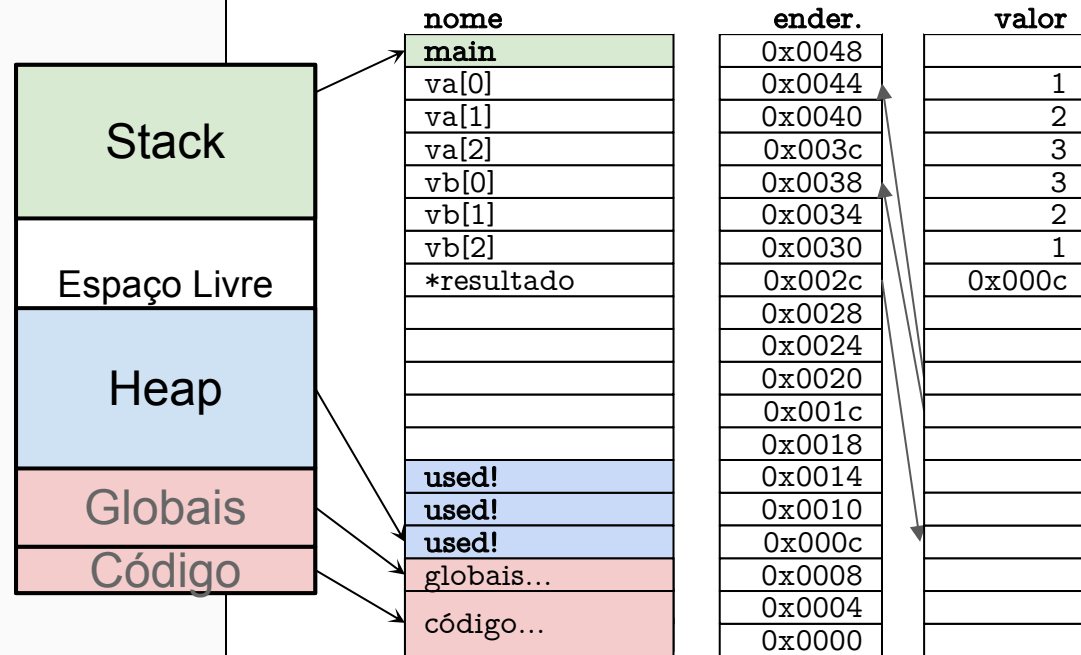 nome ender. valor
main 0x0048
va[0] 0x0044 1
va[1] 0x0040 2
va[2] 0x003c 3
vb[0] 0x0038 3
vb[1] 0x0034 2
vb[2] 0x0030 1
*resultado 0x002c 0x000c
0x0028
0x0024
0x0020
0x001c
0x0018
used! 0x0014
used! 0x0010
used! 0x000c
globais... 0x0008
código... 0x0004
0x0000
Stack
Espaço Livre
Heap
Globais
Código